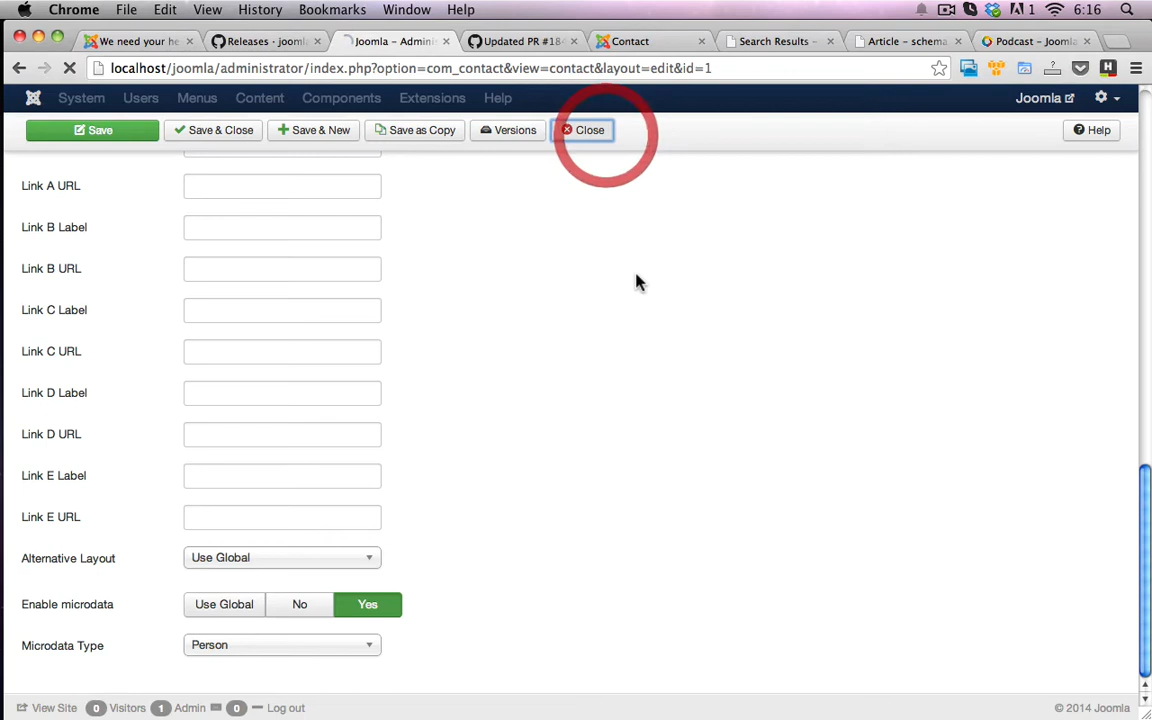 Chrome File Edit View History Bookmarks Window Help 1 6:16
We need your he Releases · jooml Joomla – Admini Updated PR #184 Contact Search Results - Article - schema Podcast - Joomla
localhost/joomla/administrator/index.php?option=com_contact&view=contact&layout=edit&id=1
System Users Menus Content Components Extensions Help Joomla
Save Save & Close Save & New Save as Copy Versions Close Help
Link A URL
Link B Label
Link B URL
Link C Label
Link C URL
Link D Label
Link D URL
Link E Label
Link E URL
Alternative Layout Use Global
Enable microdata Use Global No Yes
Microdata Type Person
View Site 0 Visitors 1 Admin 0 Log out © 2014 Joomla